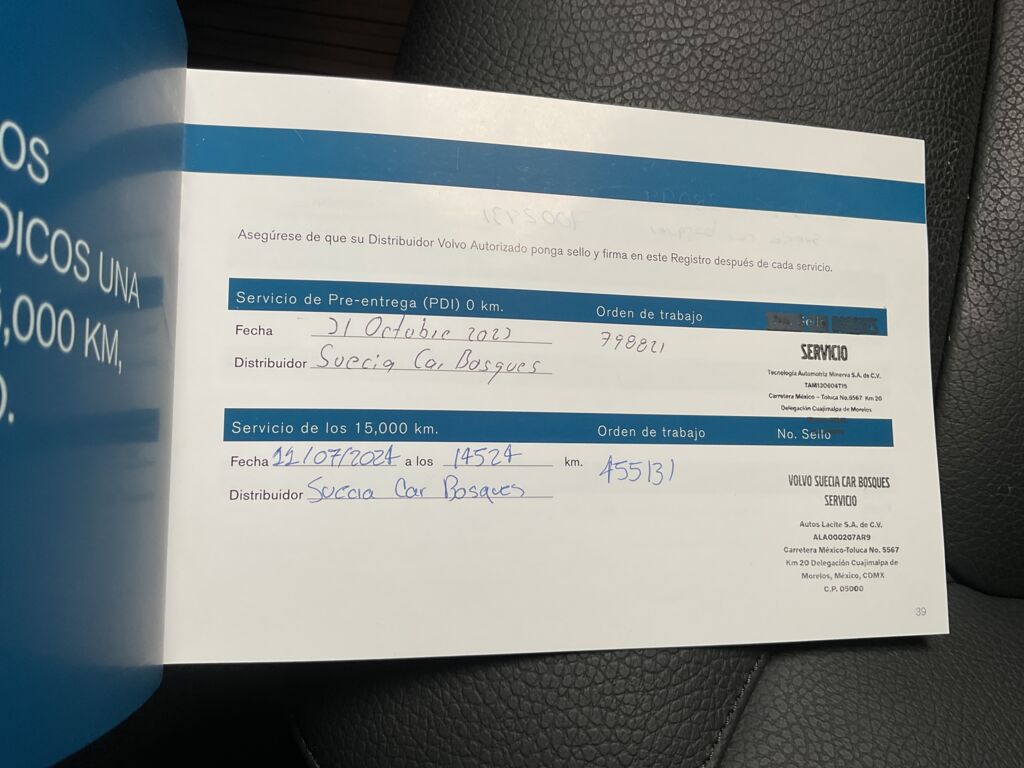 OS
DICOS UNA
5,000 KM,
).
Asegúrese de que su Distribuidor Volvo Autorizado ponga sello y firma en este Registro después de cada servicio.
Servicio de Pre-entrega (PDI) 0 km. Orden de trabajo
Fecha 31 Octubre 2023 798821
Distribuidor Suecia Car Bosques
SERVICIO
Tecnología Automotriz Minerva S.A. de C.V.
TAM130604T15
Carretera México – Toluca No.5567 Km 20
Delegación Cuajimalpa de Morelos
Servicio de los 15,000 km. Orden de trabajo No. Sello
Fecha 11/07/2024 a los 14524 km. 455131
Distribuidor Suecia Car Bosques
VOLVO SUECIA CAR BOSQUES
SERVICIO
Autos Lacite S.A. de C.V.
ALA000207AR9
Carretera México-Toluca No. 5567
Km 20 Delegación Cuajimalpa de
Morelos, México, CDMX
C.P. 05000
39